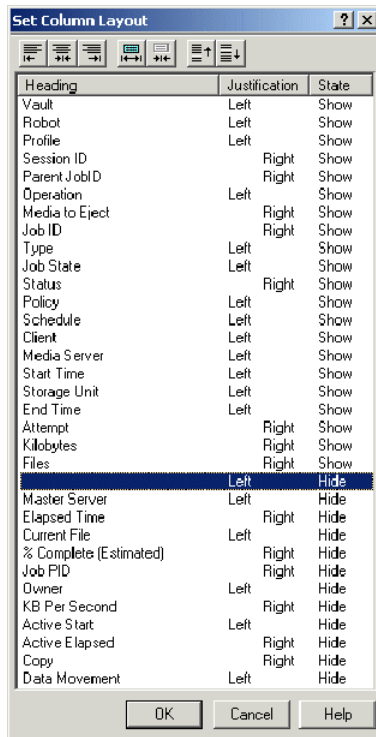 Set Column Layout
Heading Justification State
Vault Left Show
Robot Left Show
Profile Left Show
Session ID Right Show
Parent JobID Right Show
Operation Left Show
Media to Eject Right Show
Job ID Right Show
Type Left Show
Job State Left Show
Status Right Show
Policy Left Show
Schedule Left Show
Client Left Show
Media Server Left Show
Start Time Left Show
Storage Unit Left Show
End Time Left Show
Attempt Right Show
Kilobytes Right Show
Files Right Show
Left Hide
Master Server Left Hide
Elapsed Time Right Hide
Current File Left Hide
% Complete (Estimated) Right Hide
Job PID Right Hide
Owner Left Hide
KB Per Second Right Hide
Active Start Left Hide
Active Elapsed Right Hide
Copy Right Hide
Data Movement Left Hide
OK Cancel Help